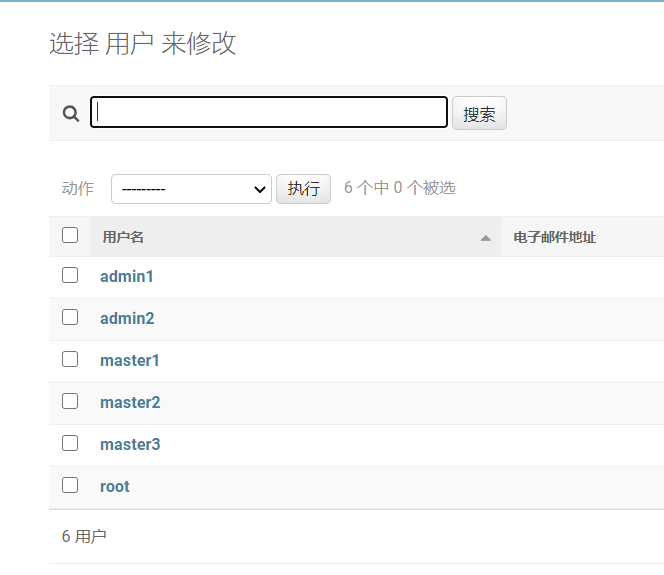 选择 用户 来修改
搜索
动作 --------- 执行 6 个中 0 个被选
用户名 电子邮件地址
admin1
admin2
master1
master2
master3
root
6 用户